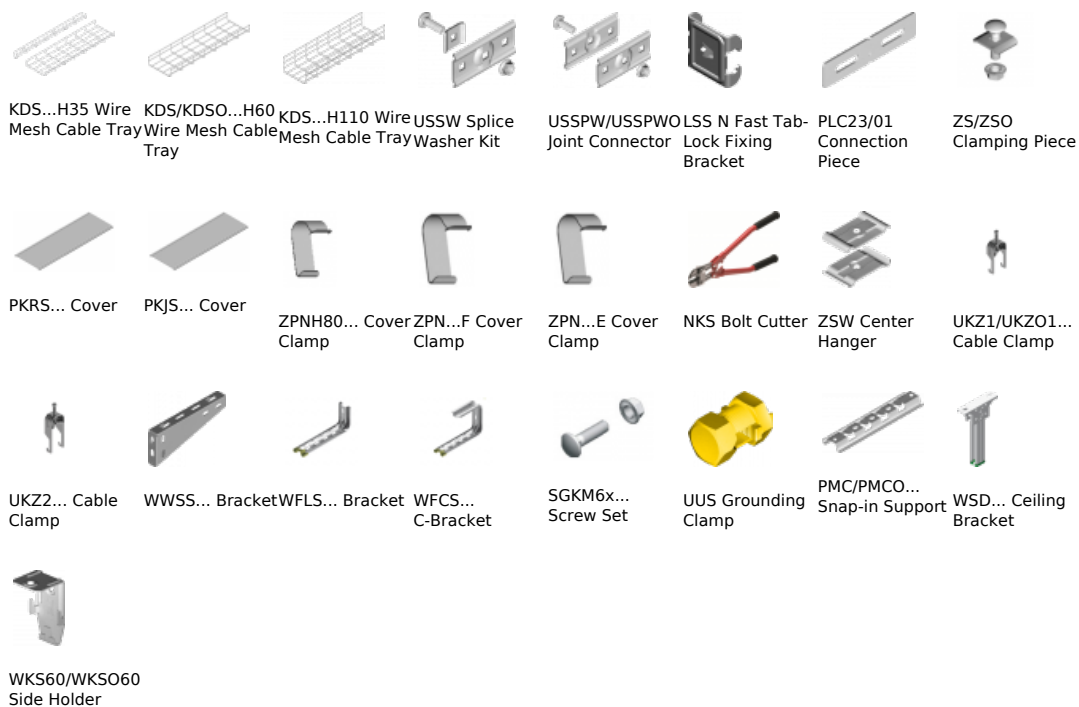 KDS...H35 Wire
Mesh Cable Tray
KDS/KDSO...H60
Wire Mesh Cable
Tray
KDS...H110 Wire
Mesh Cable Tray
USSW Splice
Washer Kit
USSPW/USSPWO
Joint Connector
LSS N Fast Tab-
Lock Fixing
Bracket
PLC23/01
Connection
Piece
ZS/ZSO
Clamping Piece
PKRS... Cover
PKJS... Cover
ZPNH80... Cover
Clamp
ZPN...F Cover
Clamp
ZPN...E Cover
Clamp
NKS Bolt Cutter
ZSW Center
Hanger
UKZ1/UKZO1...
Cable Clamp
UKZ2... Cable
Clamp
WWSS... Bracket
WFLS... Bracket
WFCS...
C-Bracket
SGKM6x...
Screw Set
UUS Grounding
Clamp
PMC/PMCO...
Snap-in Support
WSD... Ceiling
Bracket
WKS60/WKSO60
Side Holder